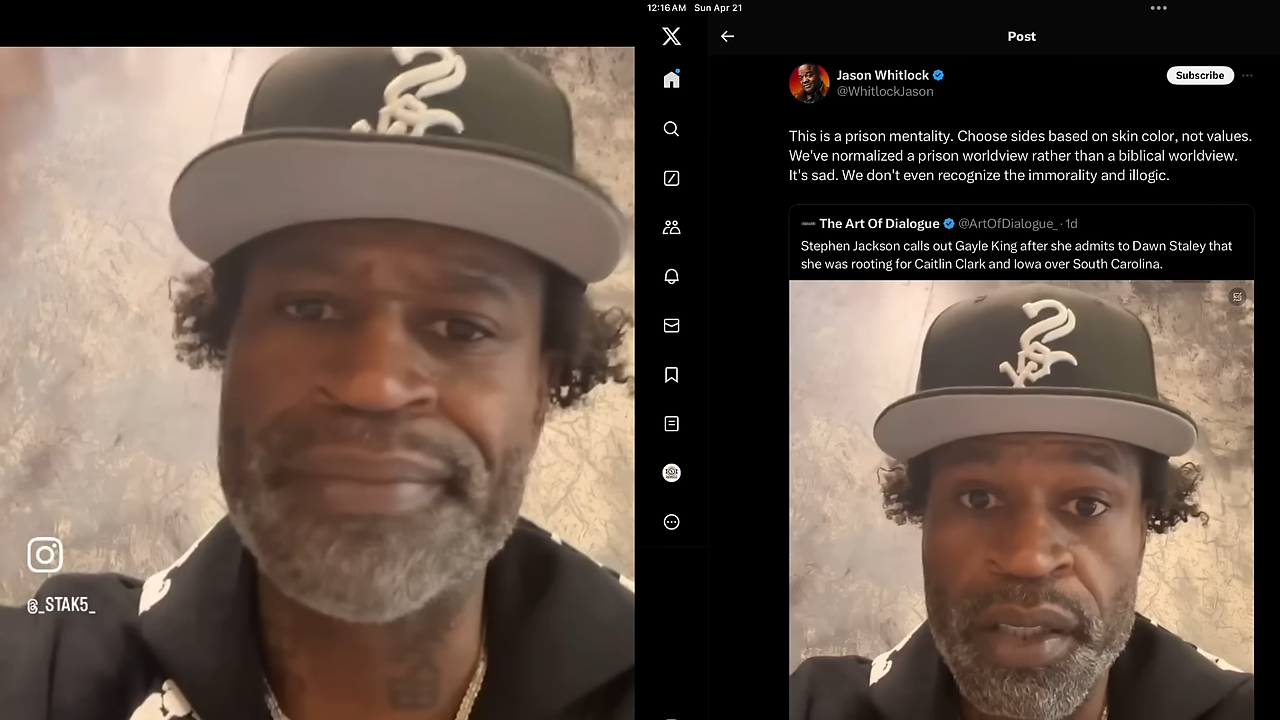 12:16 AM Sun Apr 21
Post
Jason Whitlock
@WhitlockJason
Subscribe
This is a prison mentality. Choose sides based on skin color, not values.
We've normalized a prison worldview rather than a biblical worldview.
It's sad. We don't even recognize the immorality and illogic.
The Art Of Dialogue @ArtOfDialogue_ · 1d
Stephen Jackson calls out Gayle King after she admits to Dawn Staley that
she was rooting for Caitlin Clark and Iowa over South Carolina.
Sox
Sox
@_STAK5_